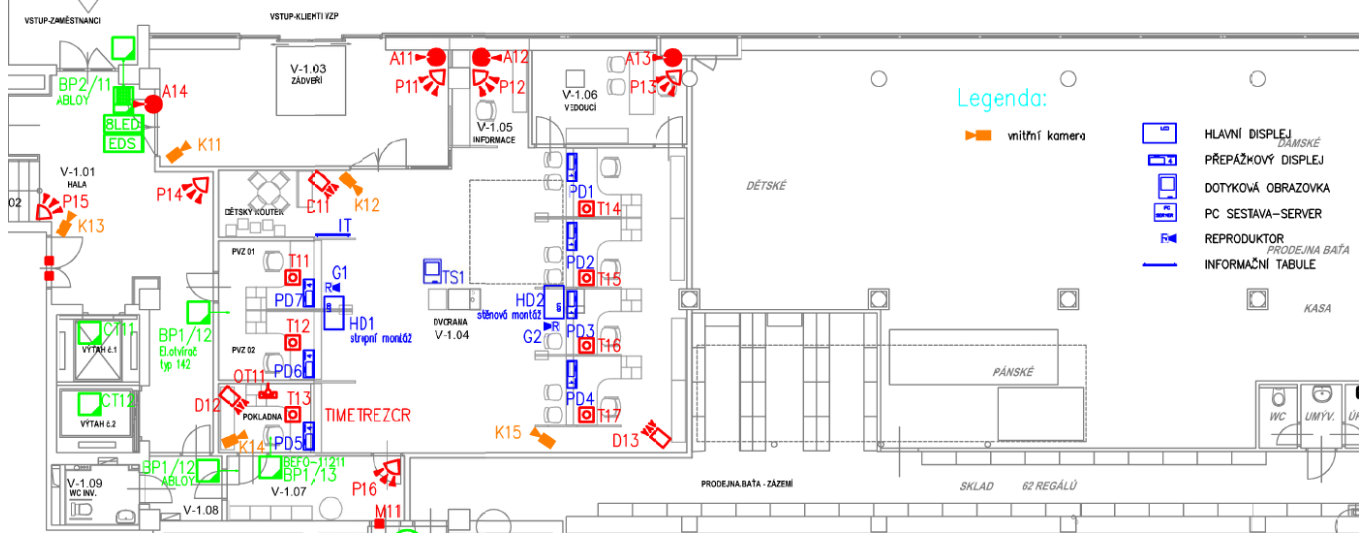 VSTUP-ZAMĚSTNANCI
VSTUP-KLIENTI VZP
BP2/11
ABLOY
A14
8LED
EDS
V-1.03
ZÁDVEŘÍ
A11
P11
A12
P12
V-1.05
INFORMACE
V-1.06
VEDOUCÍ
A13
P13
K11
V-1.01
HALA
02
P15
K13
P14
DĚTSKÝ KOUTEK
D11
K12
IT
PVZ 01
T11
PD7
G1
R
HD1
stropní montáž
TS1
DVORANA
V-1.04
HD2
stěnová montáž
R
G2
PD1
T14
PD2
T15
PD3
T16
PD4
T17
CT11
VÝTAH č.1
BP1/12
El.otvírač
typ 142
PVZ 02
T12
PD6
CT12
VÝTAH č.2
OT11
D12
T13
POKLADNA
PD5
TIMETREZCR
K14
K15
D13
BP1/12
ABLOY
BEFO-11211
BP1/13
V-1.09
WC INV.
V-1.08
V-1.07
P16
M11
Legenda:
vnitřní kamera
HLAVNÍ DISPLEJ
PŘEPÁŽKOVÝ DISPLEJ
DOTYKOVÁ OBRAZOVKA
PC SESTAVA-SERVER
REPRODUKTOR
INFORMAČNÍ TABULE
DÁMSKÉ
DĚTSKÉ
PRODEJNA BAŤA
KASA
PÁNSKÉ
WC
UMÝV.
PRODEJNA.BAŤA - ZÁZEMÍ
SKLAD
62 REGÁLŮ